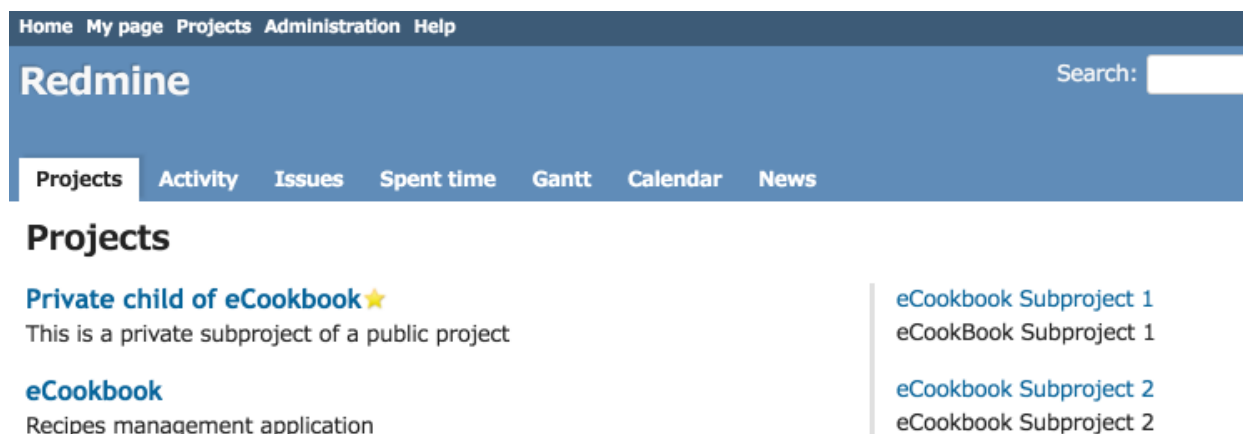 Home My page Projects Administration Help
Redmine
Search:
Projects Activity Issues Spent time Gantt Calendar News
Projects
Private child of eCookbook
This is a private subproject of a public project
eCookbook
Recipes management application
eCookbook Subproject 1
eCookBook Subproject 1
eCookbook Subproject 2
eCookbook Subproject 2